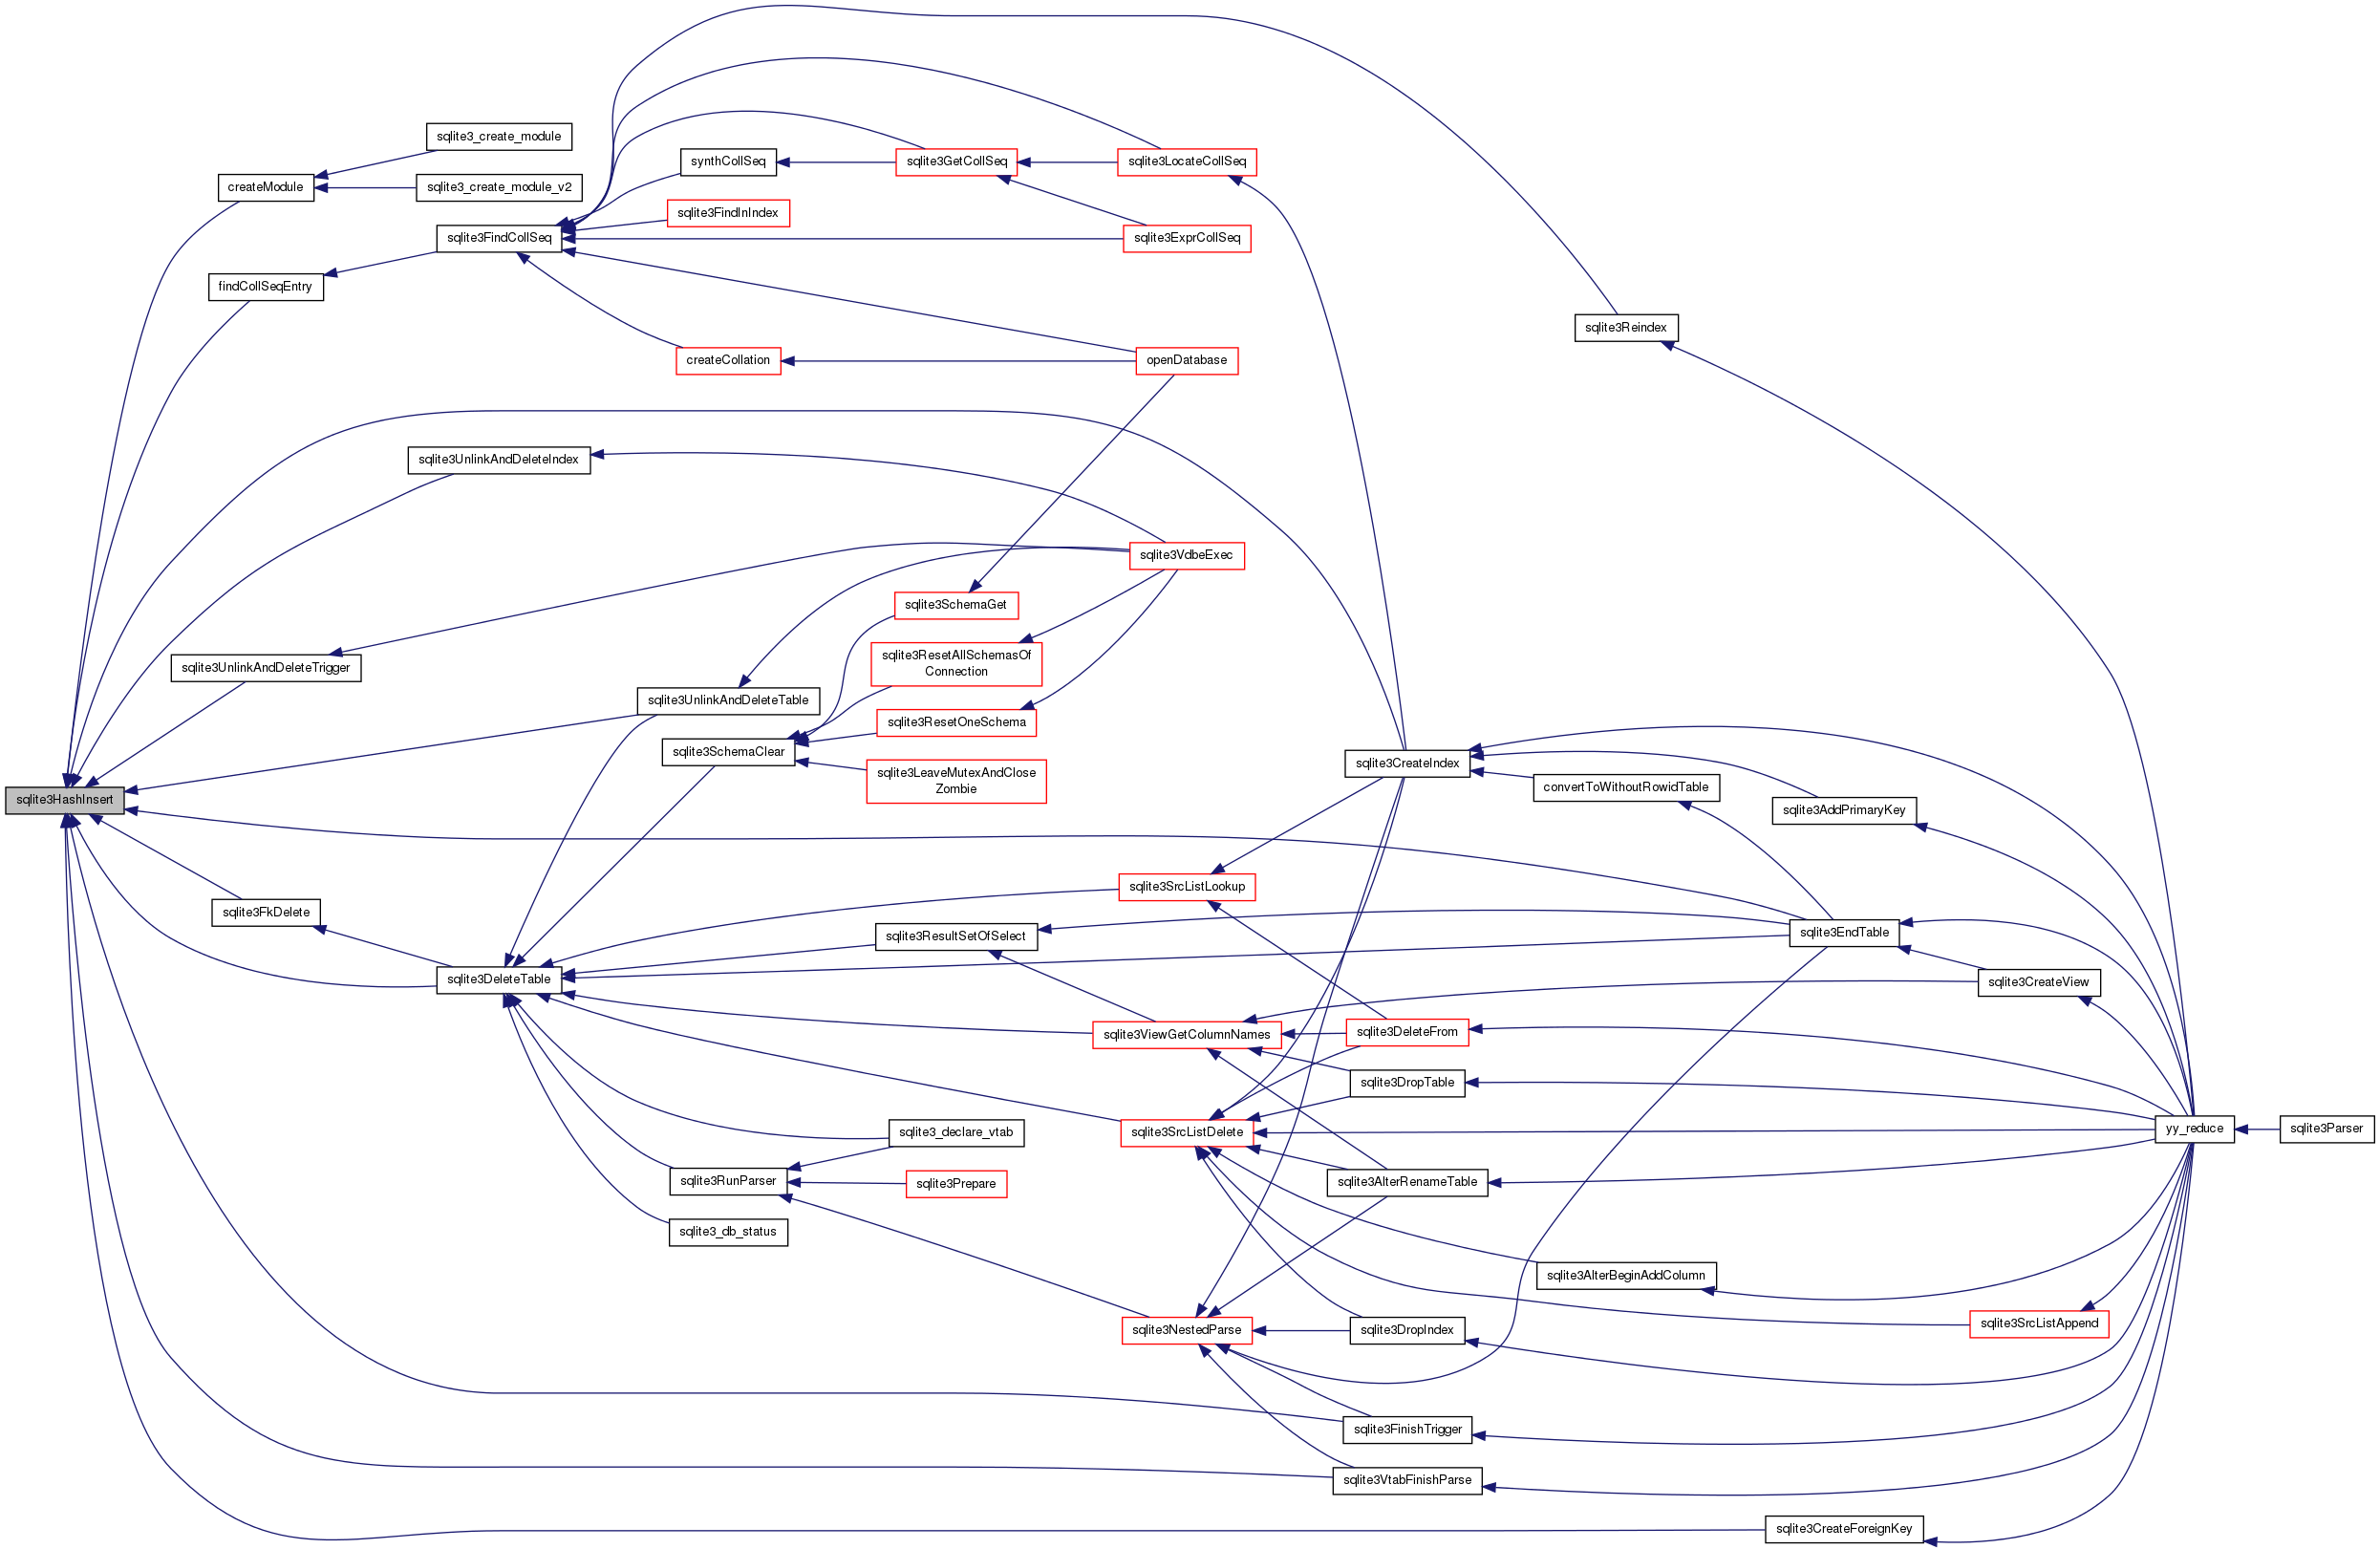 sqlite3_create_module
createModule
sqlite3_create_module_v2
synthCollSeq
sqlite3GetCollSeq
sqlite3LocateCollSeq
sqlite3FindInIndex
sqlite3FindCollSeq
sqlite3ExprCollSeq
findCollSeqEntry
sqlite3Reindex
createCollation
openDatabase
sqlite3UnlinkAndDeleteIndex
sqlite3VdbeExec
sqlite3SchemaGet
sqlite3UnlinkAndDeleteTrigger
sqlite3ResetAllSchemasOf
Connection
sqlite3UnlinkAndDeleteTable
sqlite3ResetOneSchema
sqlite3SchemaClear
sqlite3LeaveMutexAndClose
Zombie
sqlite3CreateIndex
convertToWithoutRowidTable
sqlite3HashInsert
sqlite3AddPrimaryKey
sqlite3SrcListLookup
sqlite3FkDelete
sqlite3ResultSetOfSelect
sqlite3EndTable
sqlite3DeleteTable
sqlite3CreateView
sqlite3ViewGetColumnNames
sqlite3DeleteFrom
sqlite3DropTable
sqlite3_declare_vtab
sqlite3SrcListDelete
yy_reduce
sqlite3Parser
sqlite3RunParser
sqlite3Prepare
sqlite3AlterRenameTable
sqlite3_db_status
sqlite3AlterBeginAddColumn
sqlite3NestedParse
sqlite3DropIndex
sqlite3SrcListAppend
sqlite3FinishTrigger
sqlite3VtabFinishParse
sqlite3CreateForeignKey